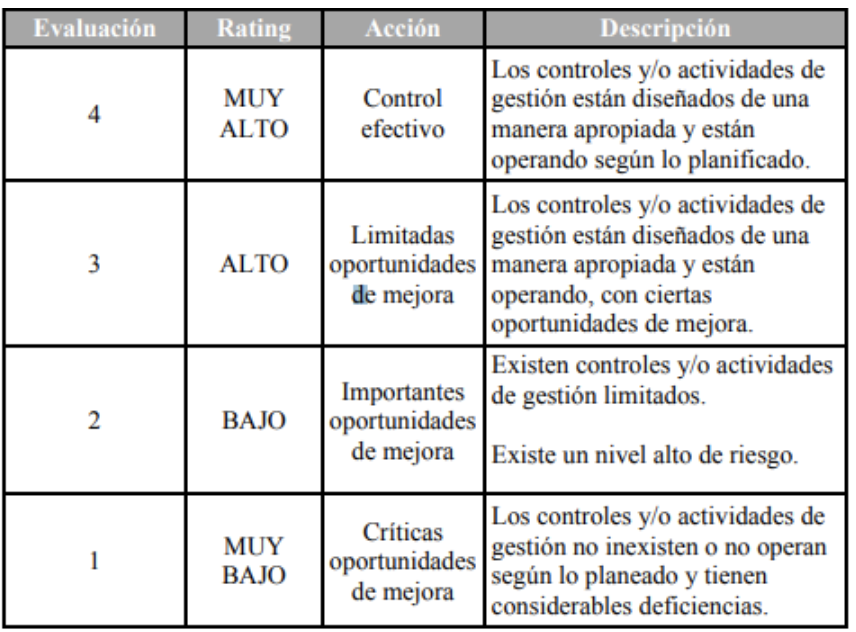 Evaluación Rating Acción Descripción
4
MUY
ALTO
Control
efectivo
Los controles y/o actividades de
gestión están diseñados de una
manera apropiada y están
operando según lo planificado.
3
ALTO
Limitadas
oportunidades
de mejora
Los controles y/o actividades de
gestión están diseñados de una
manera apropiada y están
operando, con ciertas
oportunidades de mejora.
2
BAJO
Importantes
oportunidades
de mejora
Existen controles y/o actividades
de gestión limitados.
Existe un nivel alto de riesgo.
1
MUY
BAJO
Críticas
oportunidades
de mejora
Los controles y/o actividades de
gestión no inexisten o no operan
según lo planeado y tienen
considerables deficiencias.